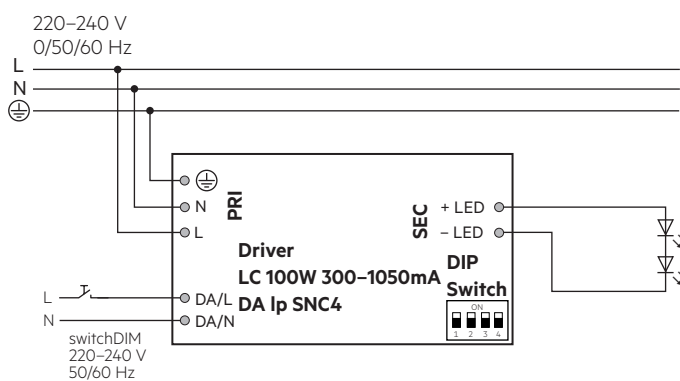 220–240 V
0/50/60 Hz
L
N
N
PRI
L
SEC
+ LED
– LED
Driver
LC 100W 300–1050mA
DA lp SNC4
DIP
Switch
ON
1 2 3 4
L
DA/L
N
DA/N
switchDIM
220–240 V
50/60 Hz